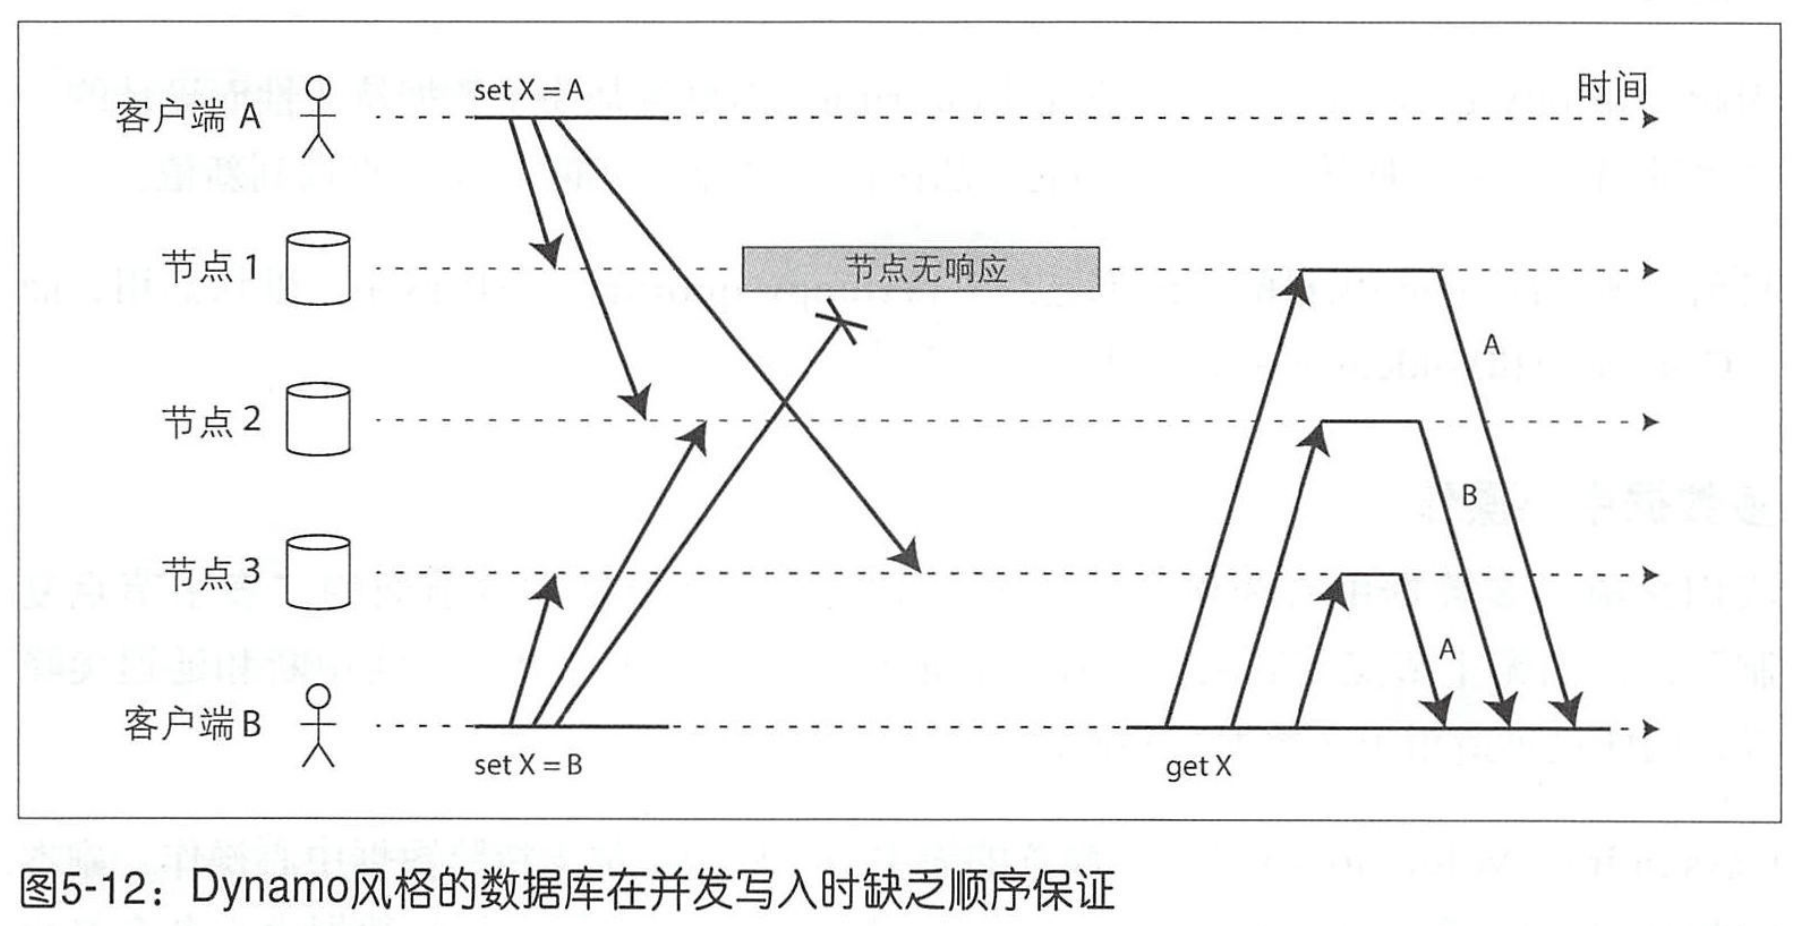 时间
set X = A
客户端 A
节点 1
节点无响应
A
节点 2
B
节点 3
A
客户端 B
set X = B
get X
图5-12：Dynamo风格的数据库在并发写入时缺乏顺序保证